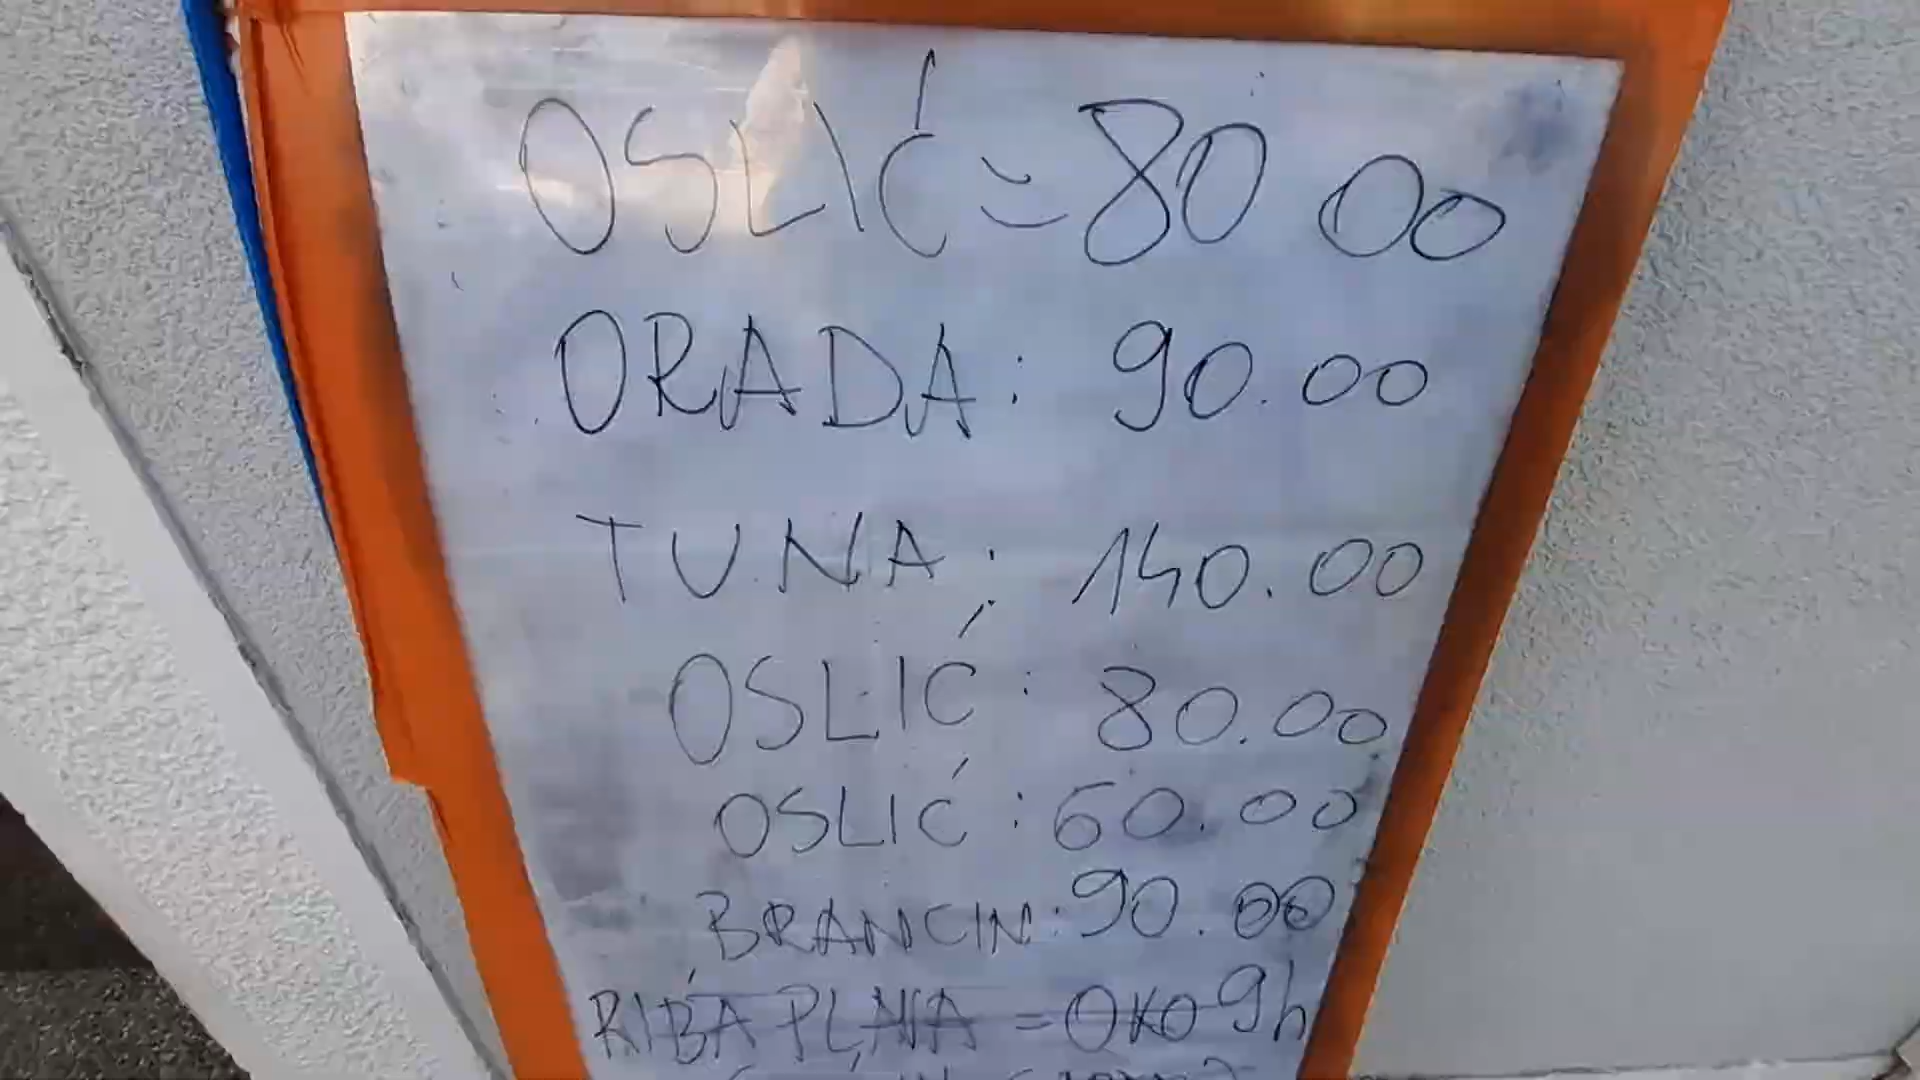 OSLIĆ = 80 00
ORADA: 90.00
TUNA: 140.00
OSLIĆ: 80.00
OSLIĆ: 60.00
BRANCIN: 90.00
RIBA PLAVA = OKO 9h